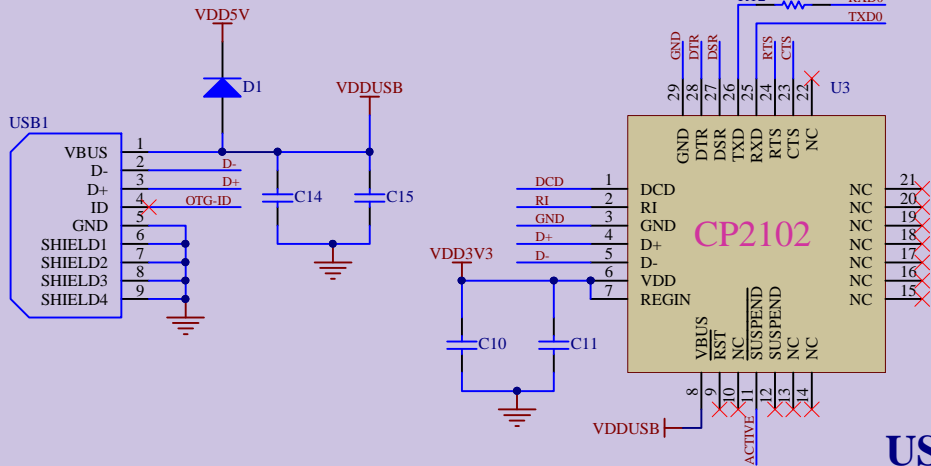 VDD5V
D1
VDDUSB
USB1
VBUS 1
D- 2 D-
D+ 3 D+
ID 4 OTG-ID
GND 5
SHIELD1 6
SHIELD2 7
SHIELD3 8
SHIELD4 9
C14
C15
TXD0
GND
DTR
DSR
RTS
CTS
29
28
27
26
25
24
23
22
U3
GND
DTR
DSR
TXD
RXD
RTS
CTS
NC
DCD 1 DCD
RI 2 RI
GND 3 GND
D+ 4 D+
D- 5 D-
6 VDD
7 REGIN
CP2102
NC 21
NC 20
NC 19
NC 18
NC 17
NC 16
NC 15
VDD3V3
C10
C11
VBUS
RST
NC
SUSPEND
SUSPEND
NC
NC
8
9
10
11
12
13
14
VDDUSB
ACTIVE
US